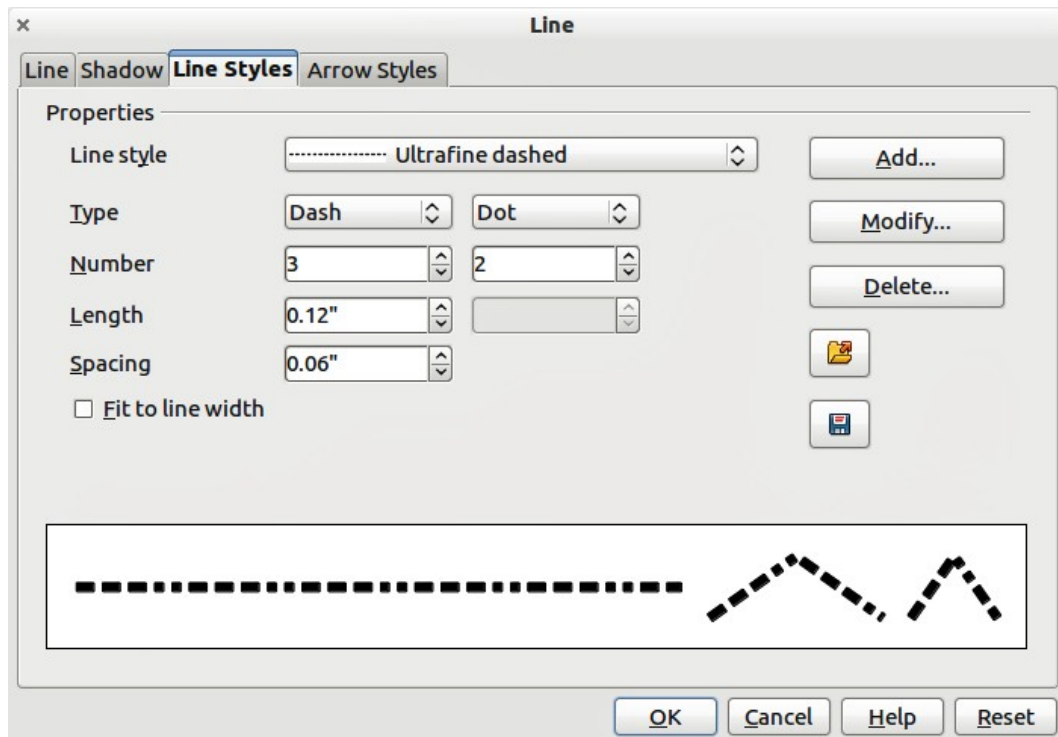 Line
Line Shadow Line Styles Arrow Styles
Properties
Line style Ultrafine dashed Add...
Type Dash Dot Modify...
Number 3 2
Delete...
Length 0.12"
Spacing 0.06"
Fit to line width
OK Cancel Help Reset